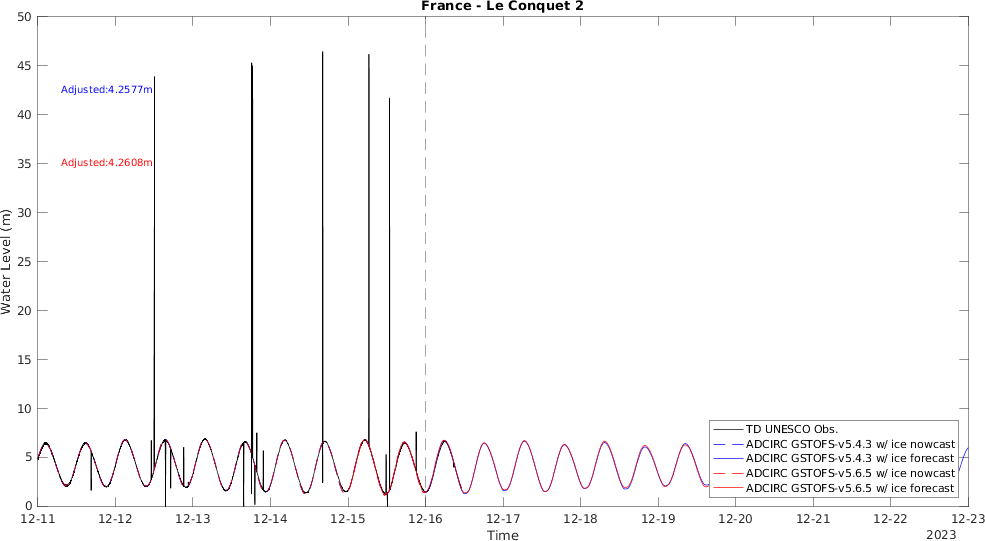 France - Le Conquet 2
Water Level (m)
50
45
40
35
30
25
20
15
10
5
0
Adjusted:4.2577m
Adjusted:4.2608m
TD UNESCO Obs.
ADCIRC GSTOFS-v5.4.3 w/ ice nowcast
ADCIRC GSTOFS-v5.4.3 w/ ice forecast
ADCIRC GSTOFS-v5.6.5 w/ ice nowcast
ADCIRC GSTOFS-v5.6.5 w/ ice forecast
12-11 12-12 12-13 12-14 12-15 12-16 12-17 12-18 12-19 12-20 12-21 12-22 12-23
Time
2023